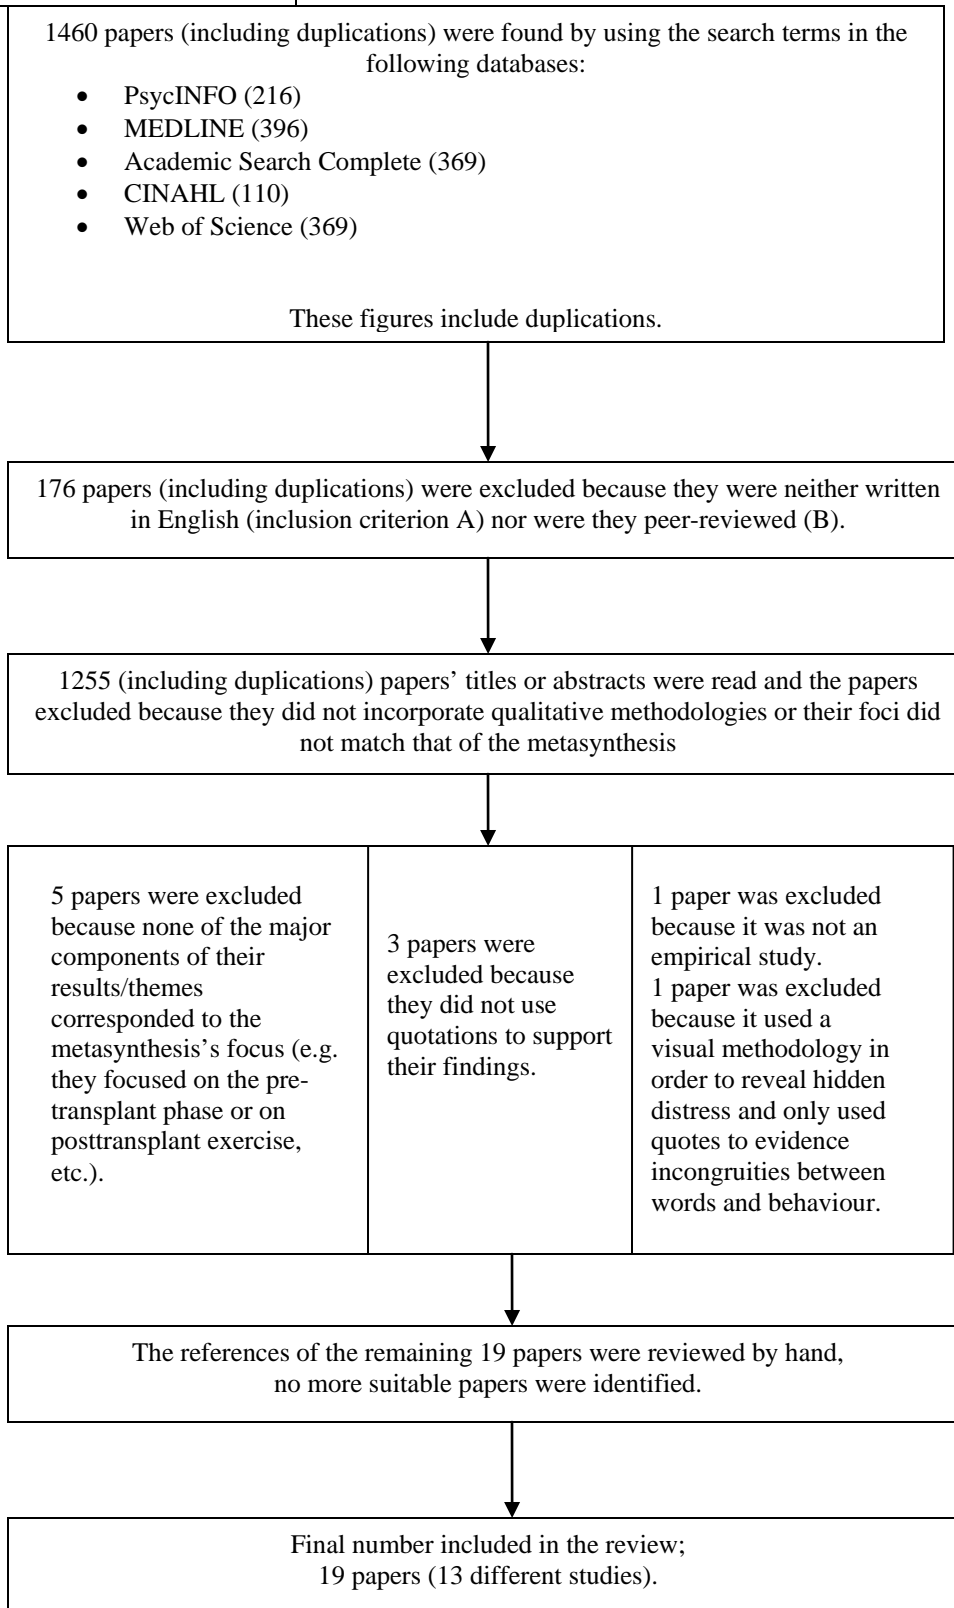 1460 papers (including duplications) were found by using the search terms in the
following databases:
• PsycINFO (216)
• MEDLINE (396)
• Academic Search Complete (369)
• CINAHL (110)
• Web of Science (369)
These figures include duplications.
176 papers (including duplications) were excluded because they were neither written
in English (inclusion criterion A) nor were they peer-reviewed (B).
1255 (including duplications) papers’ titles or abstracts were read and the papers
excluded because they did not incorporate qualitative methodologies or their foci did
not match that of the metasynthesis
5 papers were excluded
because none of the major
components of their
results/themes
corresponded to the
metasynthesis’s focus (e.g.
they focused on the pre-
transplant phase or on
posttransplant exercise,
etc.).
3 papers were
excluded because
they did not use
quotations to support
their findings.
1 paper was excluded
because it was not an
empirical study.
1 paper was excluded
because it used a
visual methodology in
order to reveal hidden
distress and only used
quotes to evidence
incongruities between
words and behaviour.
The references of the remaining 19 papers were reviewed by hand,
no more suitable papers were identified.
Final number included in the review;
19 papers (13 different studies).